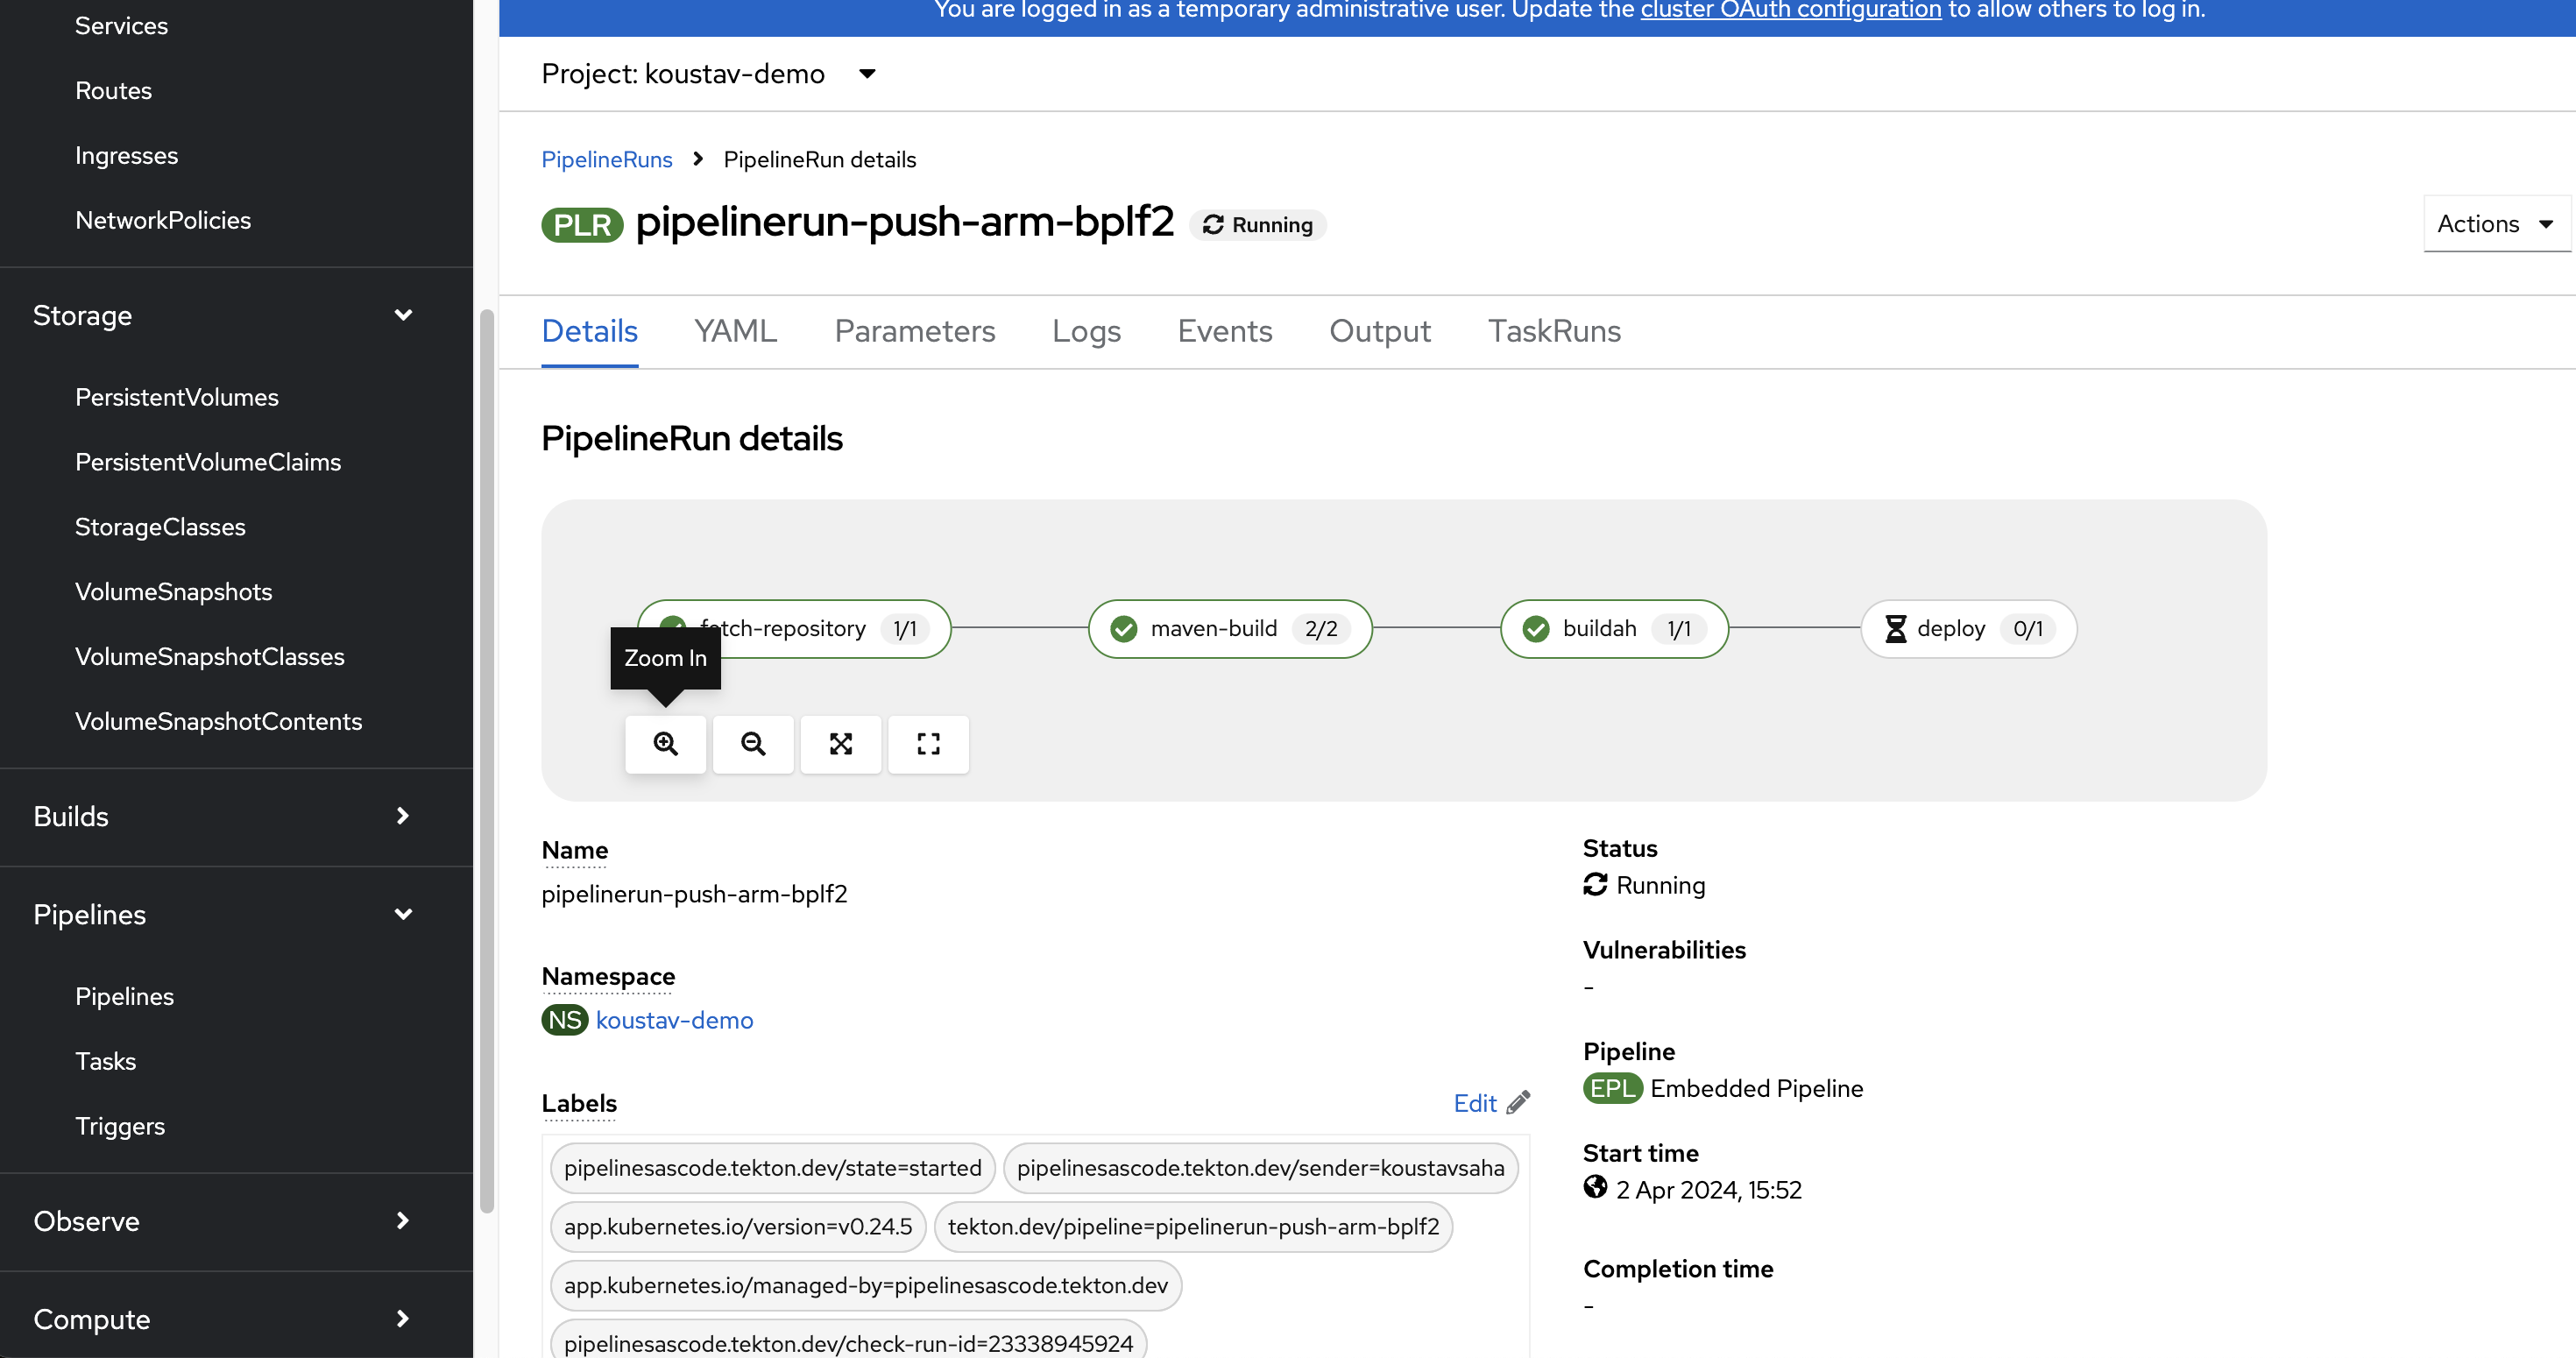 You are logged in as a temporary administrative user. Update the cluster OAuth configuration to allow others to log in.
Services
Routes
Ingresses
NetworkPolicies
Storage
PersistentVolumes
PersistentVolumeClaims
StorageClasses
VolumeSnapshots
VolumeSnapshotClasses
VolumeSnapshotContents
Builds
Pipelines
Pipelines
Tasks
Triggers
Observe
Compute
Project: koustav-demo
PipelineRuns > PipelineRun details
PLR pipelinerun-push-arm-bplf2 Running
Actions
Details YAML Parameters Logs Events Output TaskRuns
PipelineRun details
fetch-repository 1/1 maven-build 2/2 buildah 1/1 deploy 0/1
Zoom In
Name
pipelinerun-push-arm-bplf2
Namespace
NS koustav-demo
Labels Edit
pipelinesascode.tekton.dev/state=started pipelinesascode.tekton.dev/sender=koustavsaha
app.kubernetes.io/version=v0.24.5 tekton.dev/pipeline=pipelinerun-push-arm-bplf2
app.kubernetes.io/managed-by=pipelinesascode.tekton.dev
pipelinesascode.tekton.dev/check-run-id=23338945924
Status
Running
Vulnerabilities
-
Pipeline
EPL Embedded Pipeline
Start time
2 Apr 2024, 15:52
Completion time
-